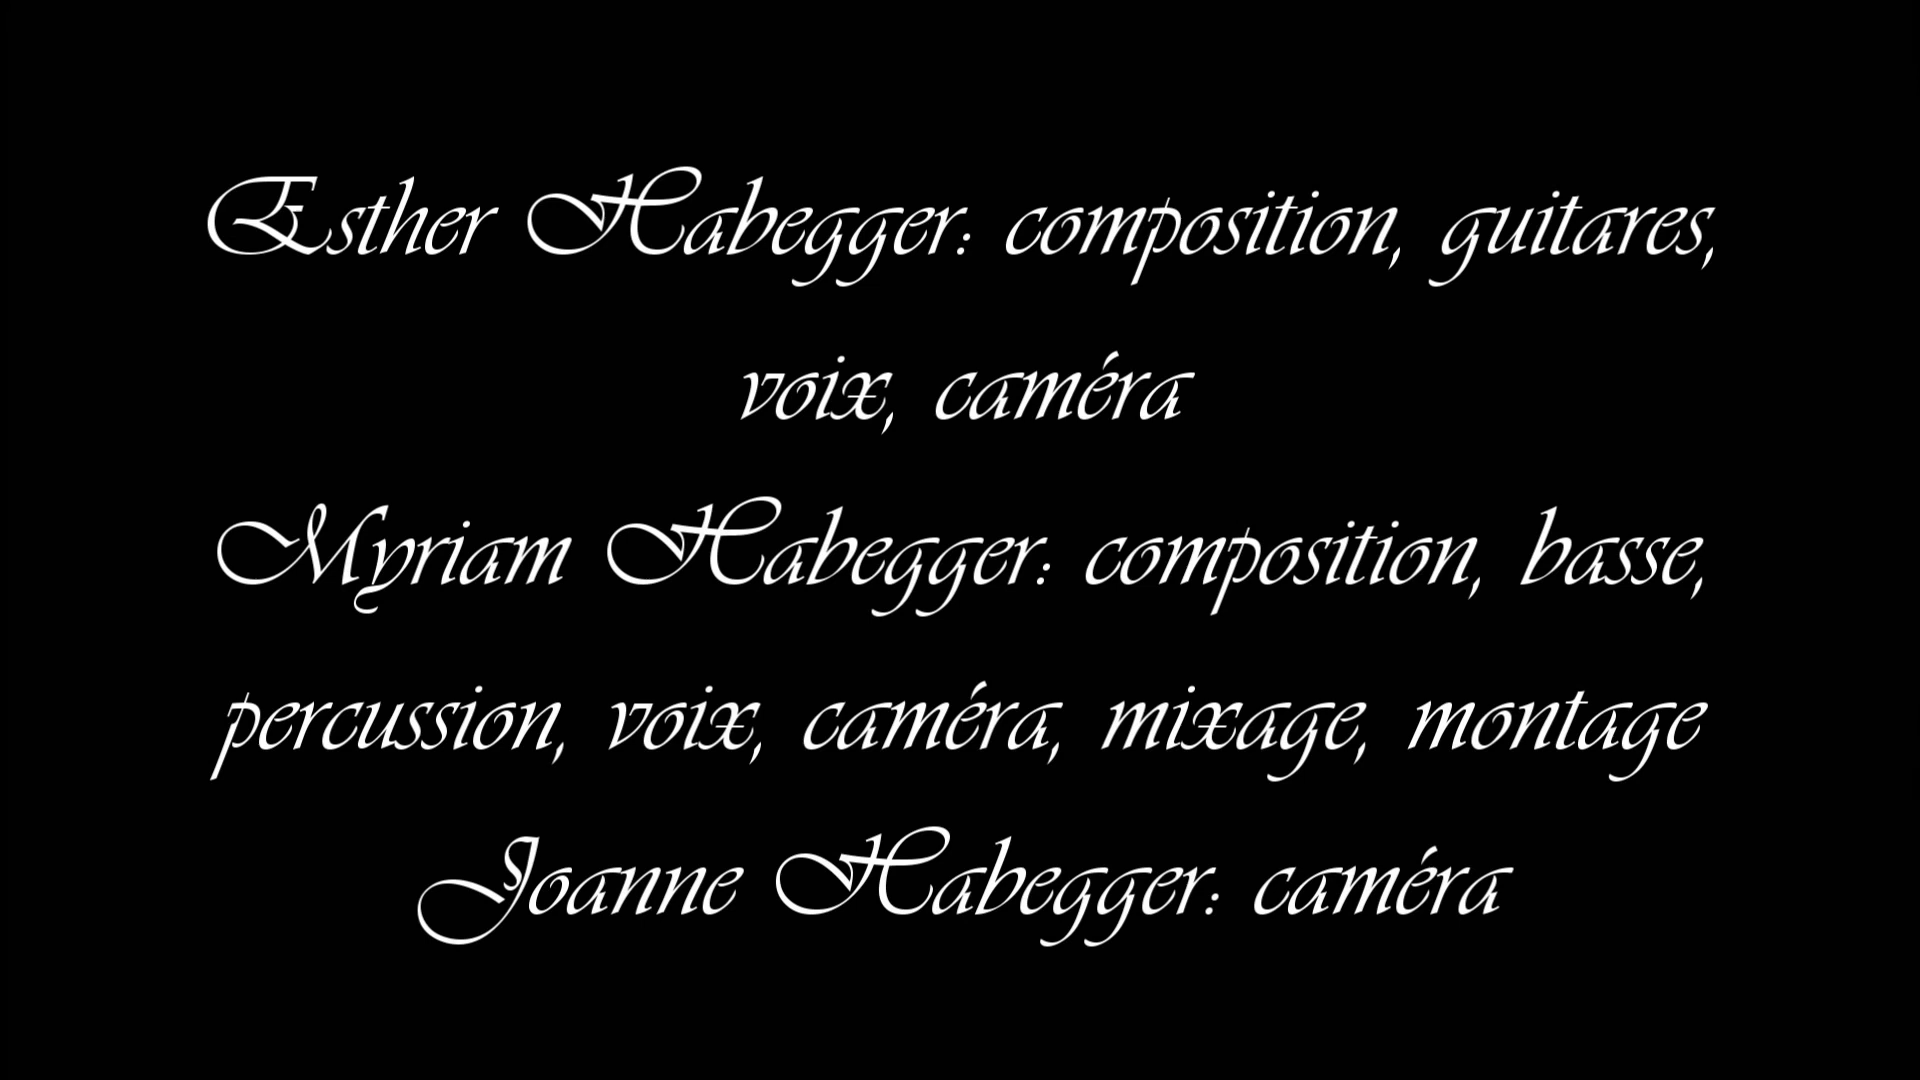 Esther Habegger: composition, guitares,
voix, caméra
Myriam Habegger: composition, basse,
percussion, voix, caméra, mixage, montage
Joanne Habegger: caméra